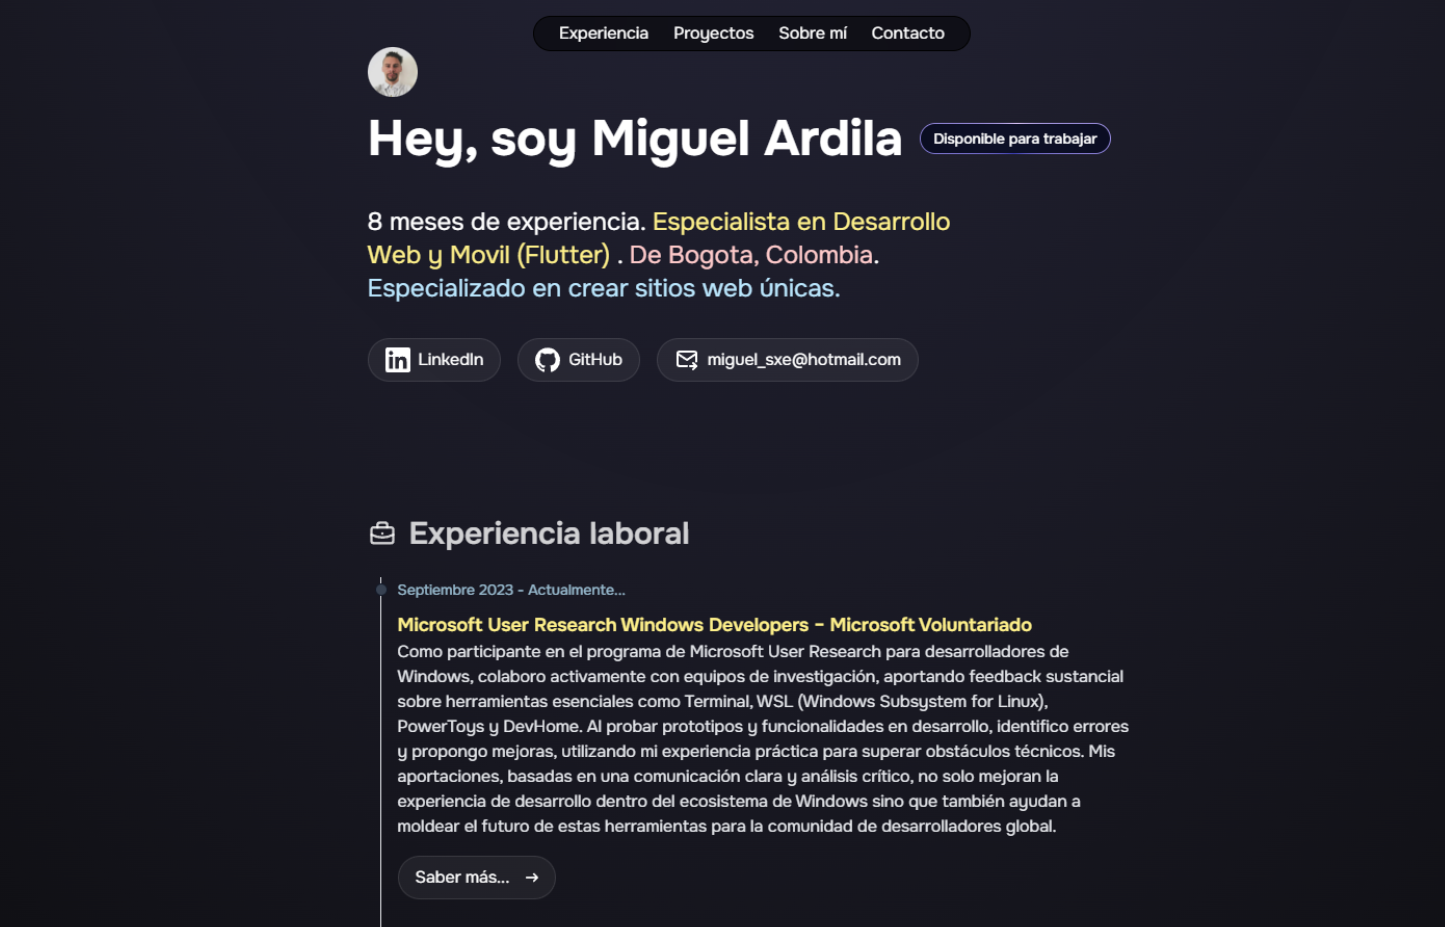 Experiencia Proyectos Sobre mí Contacto
Hey, soy Miguel Ardila
Disponible para trabajar
8 meses de experiencia. Especialista en Desarrollo
Web y Movil (Flutter) . De Bogota, Colombia.
Especializado en crear sitios web únicas.
LinkedIn GitHub miguel_sxe@hotmail.com
Experiencia laboral
Septiembre 2023 - Actualmente...
Microsoft User Research Windows Developers – Microsoft Voluntariado
Como participante en el programa de Microsoft User Research para desarrolladores de
Windows, colaboro activamente con equipos de investigación, aportando feedback sustancial
sobre herramientas esenciales como Terminal, WSL (Windows Subsystem for Linux),
PowerToys y DevHome. Al probar prototipos y funcionalidades en desarrollo, identifico errores
y propongo mejoras, utilizando mi experiencia práctica para superar obstáculos técnicos. Mis
aportaciones, basadas en una comunicación clara y análisis crítico, no solo mejoran la
experiencia de desarrollo dentro del ecosistema de Windows sino que también ayudan a
moldear el futuro de estas herramientas para la comunidad de desarrolladores global.
Saber más... →